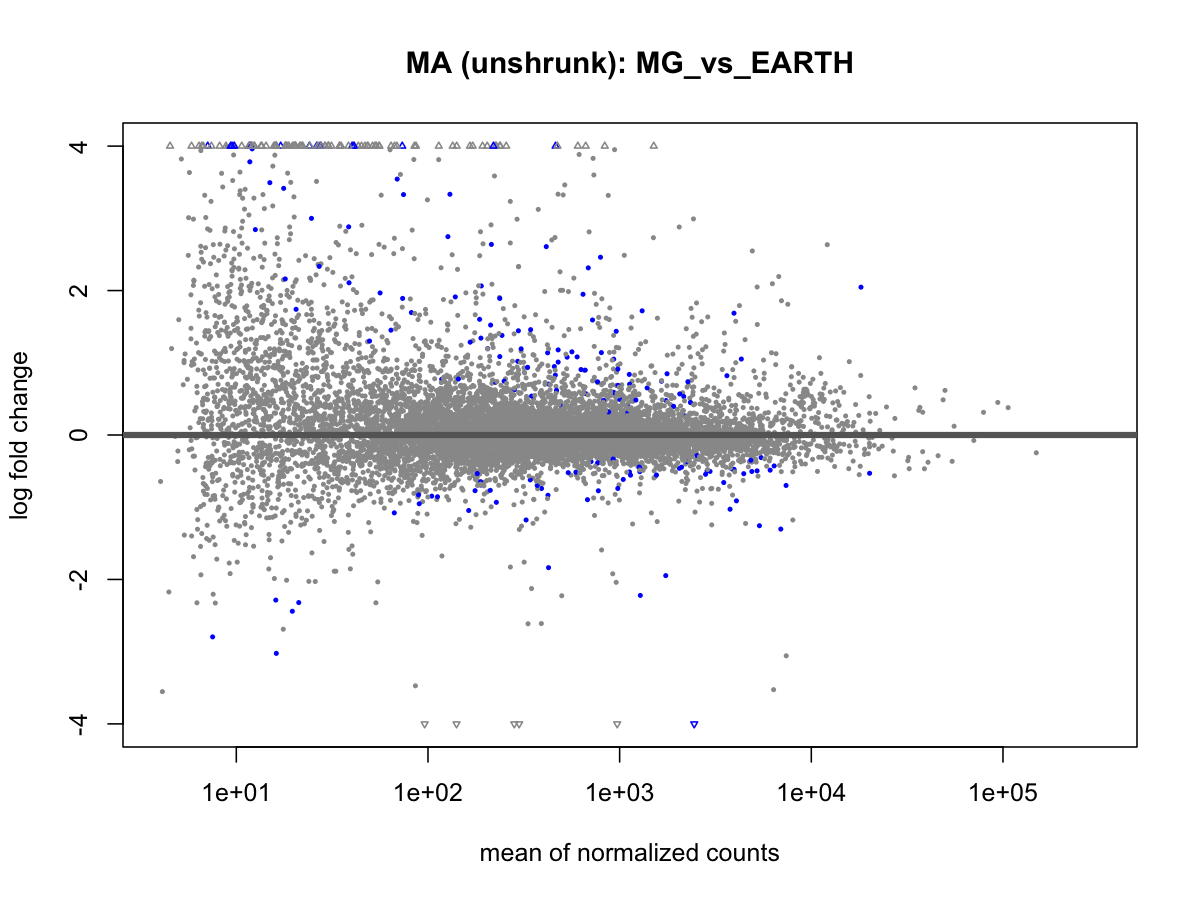 MA (unshrunk): MG_vs_EARTH
4
2
0
-2
-4
log fold change
1e+01 1e+02 1e+03 1e+04 1e+05
mean of normalized counts